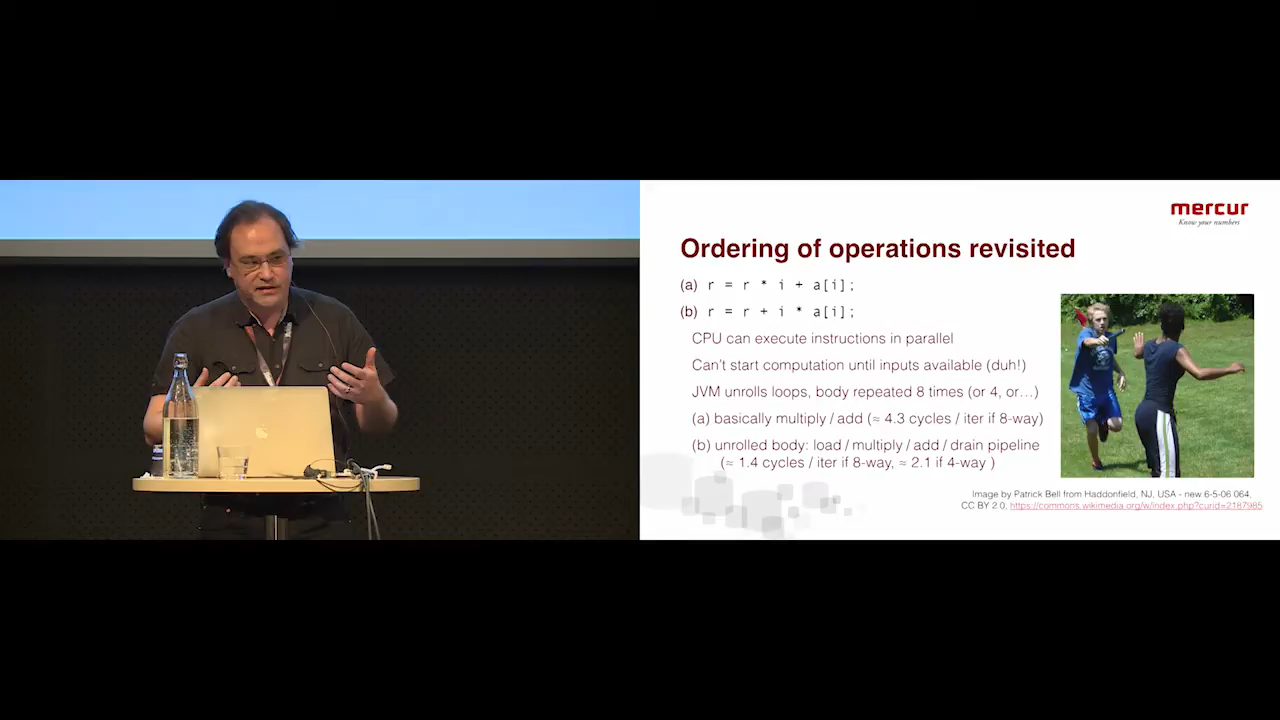 mercur
Know your numbers
Ordering of operations revisited
(a) r = r * i + a[i];
(b) r = r + i * a[i];
CPU can execute instructions in parallel
Can't start computation until inputs available (duh!)
JVM unrolls loops, body repeated 8 times (or 4, or…)
(a) basically multiply / add (≈ 4.3 cycles / iter if 8-way)
(b) unrolled body: load / multiply / add / drain pipeline
(≈ 1.4 cycles / iter if 8-way, ≈ 2.1 if 4-way )
Image by Patrick Bell from Haddonfield, NJ, USA - new 6-5-06 064,
CC BY 2.0, https://commons.wikimedia.org/w/index.php?curid=2187985